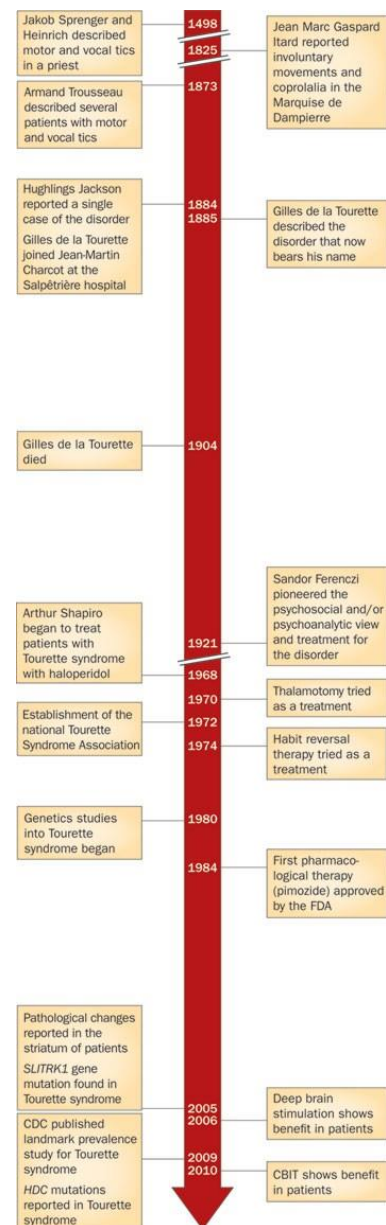 Jakob Sprenger and
Heinrich described
motor and vocal tics
in a priest
1498
Jean Marc Gaspard
Itard reported
involuntary
movements and
coprolalia in the
Marquise de
Dampierre
1825
Armand Trousseau
described several
patients with motor
and vocal tics
1873
Hughlings Jackson
reported a single
case of the disorder
Gilles de la Tourette
joined Jean-Martin
Charcot at the
Salpêtrière hospital
1884
1885
Gilles de la Tourette
described the
disorder that now
bears his name
Gilles de la Tourette
died
1904
Sandor Ferenczi
pioneered the
psychosocial and/or
psychoanalytic view
and treatment for
the disorder
1921
Arthur Shapiro
began to treat
patients with
Tourette syndrome
with haloperidol
1968
1970
Thalamotomy tried
as a treatment
Establishment of the
national Tourette
Syndrome Association
1972
1974
Habit reversal
therapy tried as a
treatment
Genetics studies
into Tourette
syndrome began
1980
1984
First pharmaco-
logical therapy
(pimozide) approved
by the FDA
Pathological changes
reported in the
striatum of patients
SLITRK1 gene
mutation found in
Tourette syndrome
2005
2006
Deep brain
stimulation shows
benefit in patients
CDC published
landmark prevalence
study for Tourette
syndrome
HDC mutations
reported in Tourette
syndrome
2009
2010
CBIT shows benefit
in patients